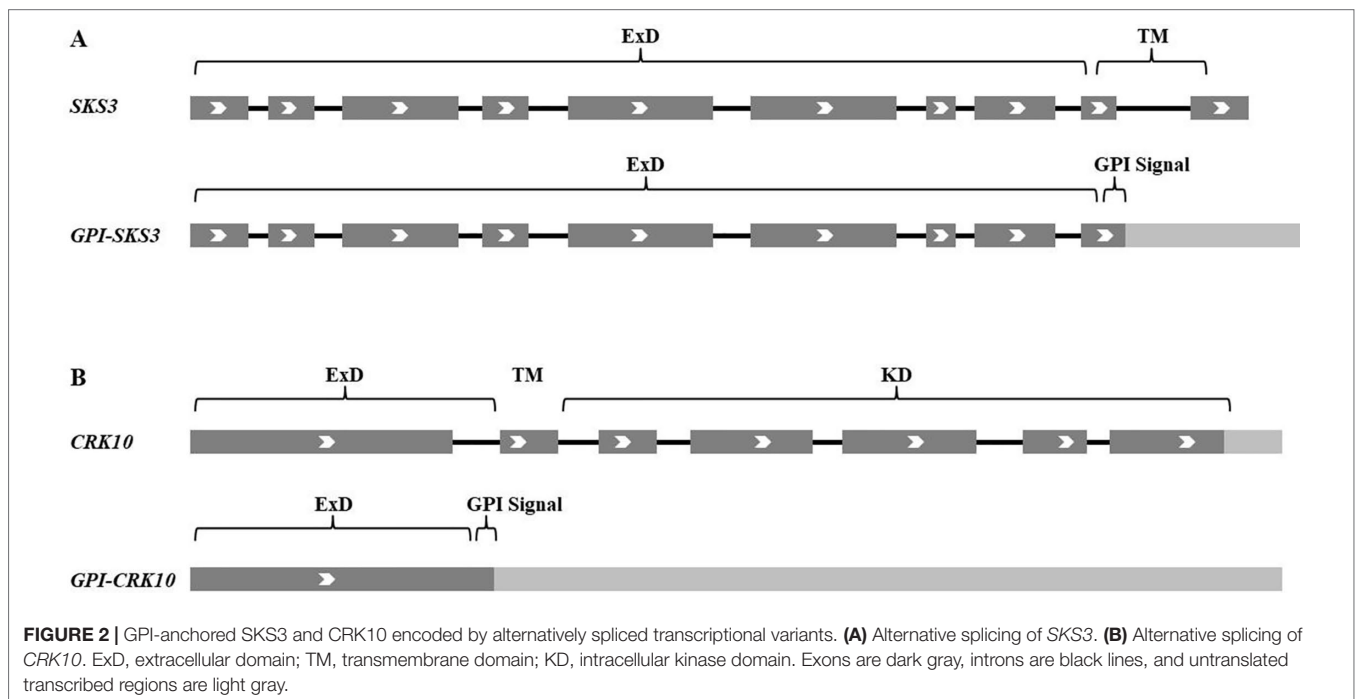 A
ExD TM
SKS3
ExD GPI Signal
GPI-SKS3
B
ExD TM KD
CRK10
ExD GPI Signal
GPI-CRK10
FIGURE 2 | GPI-anchored SKS3 and CRK10 encoded by alternatively spliced transcriptional variants. (A) Alternative splicing of SKS3. (B) Alternative splicing of
CRK10. ExD, extracellular domain; TM, transmembrane domain; KD, intracellular kinase domain. Exons are dark gray, introns are black lines, and untranslated
transcribed regions are light gray.